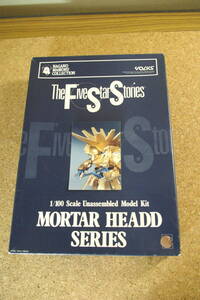 NAGANO
MAMORU
COLLECTION
VOLKS
The Five Star Stories
1/100 Scale Unassembled Model Kit
MORTAR HEADD
SERIES